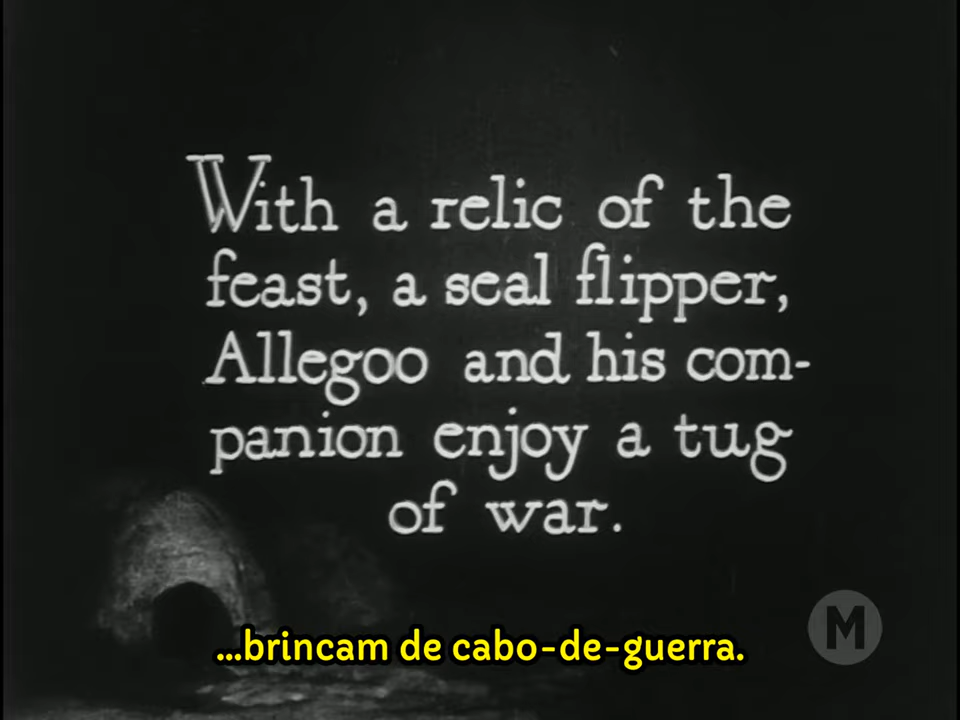 With a relic of the
feast, a seal flipper,
Allegoo and his com-
panion enjoy a tug
of war.
...brincam de cabo-de-guerra.
M